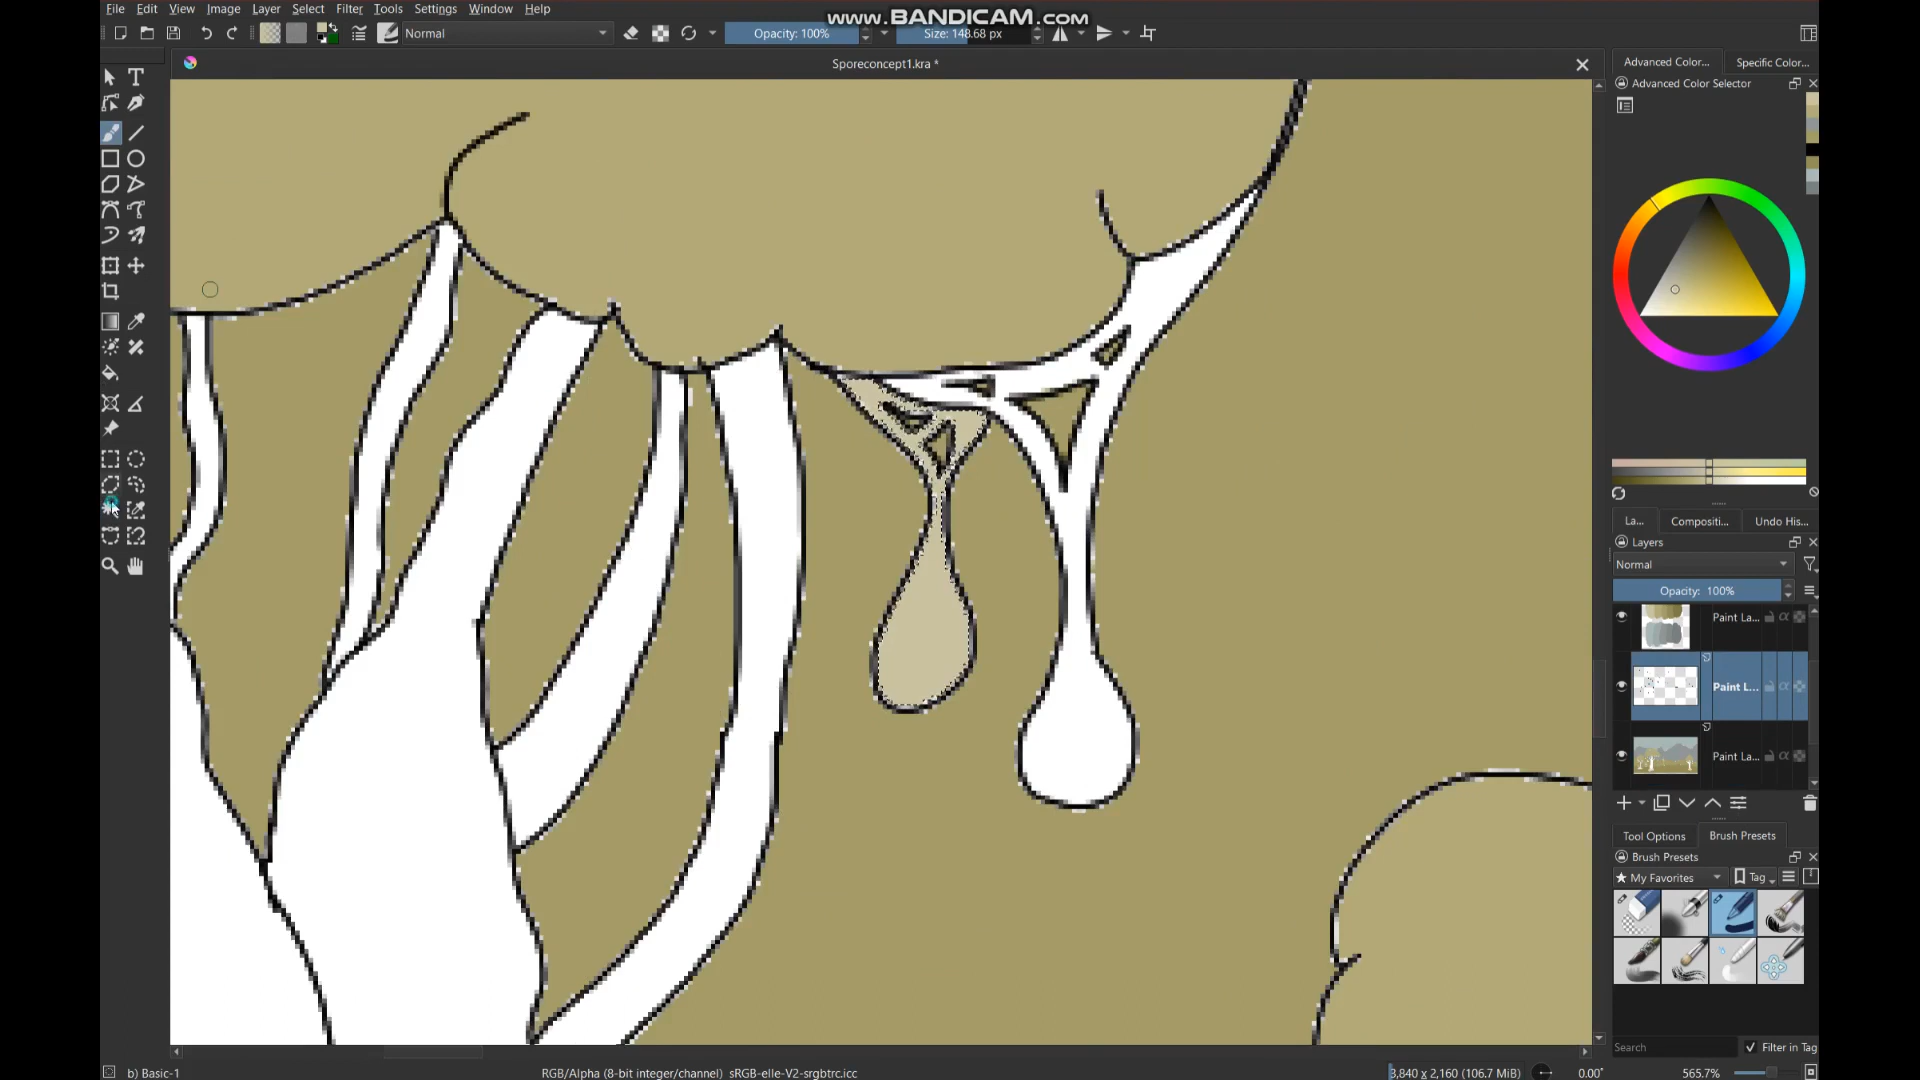 www.BANDICAM.com
File Edit View Image Layer Select Filter Tools Settings Window Help
Normal
Opacity: 100%
Size: 148.68 px
Sporeconcept1.kra *
Advanced Color...
Specific Color...
Advanced Color Selector
La...
Compositi...
Undo His...
Layers
Normal
Opacity: 100%
Paint La...
Paint L...
Paint La...
Tool Options
Brush Presets
Brush Presets
My Favorites
Tag
Search
Filter in Tag
b) Basic-1
RGB/Alpha (8-bit integer/channel) sRGB-elle-V2-srgbtrc.icc
3,840 x 2,160 (106.7 MiB)
0.00°
565.7%